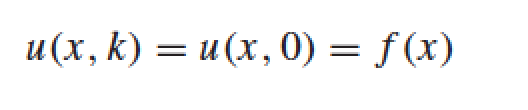 u(x, k) = u(x, 0) = f(x)